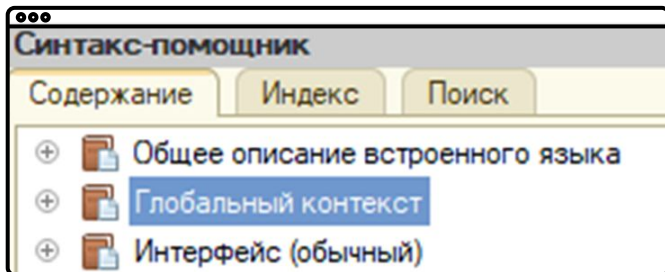 Синтакс-помощник
Содержание Индекс Поиск
Общее описание встроенного языка
Глобальный контекст
Интерфейс (обычный)